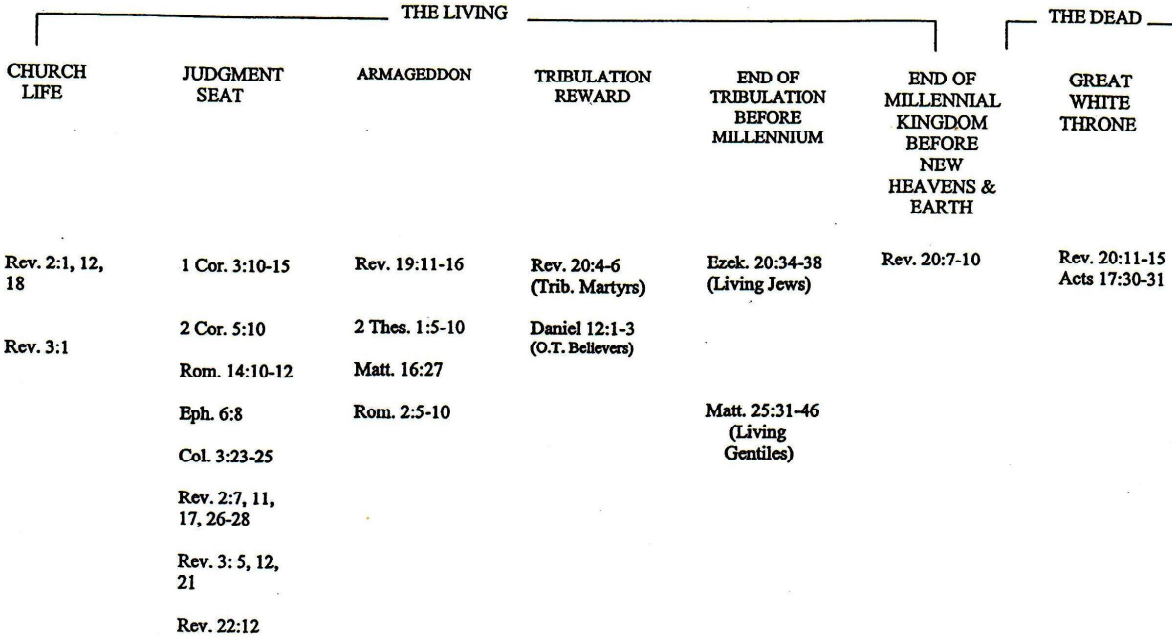 THE LIVING
THE DEAD
CHURCH
LIFE
JUDGMENT
SEAT
ARMAGEDDON
TRIBULATION
REWARD
END OF
TRIBULATION
BEFORE
MILLENNIUM
END OF
MILLENNIAL
KINGDOM
BEFORE
NEW
HEAVENS &
EARTH
GREAT
WHITE
THRONE
Rev. 2:1, 12,
18
Rev. 3:1
1 Cor. 3:10-15
2 Cor. 5:10
Rom. 14:10-12
Eph. 6:8
Col. 3:23-25
Rev. 2:7, 11,
17, 26-28
Rev. 3: 5, 12,
21
Rev. 22:12
Rev. 19:11-16
2 Thes. 1:5-10
Matt. 16:27
Rom. 2:5-10
Rev. 20:4-6
(Trib. Martyrs)
Daniel 12:1-3
(O.T. Believers)
Ezek. 20:34-38
(Living Jews)
Matt. 25:31-46
(Living
Gentiles)
Rev. 20:7-10
Rev. 20:11-15
Acts 17:30-31